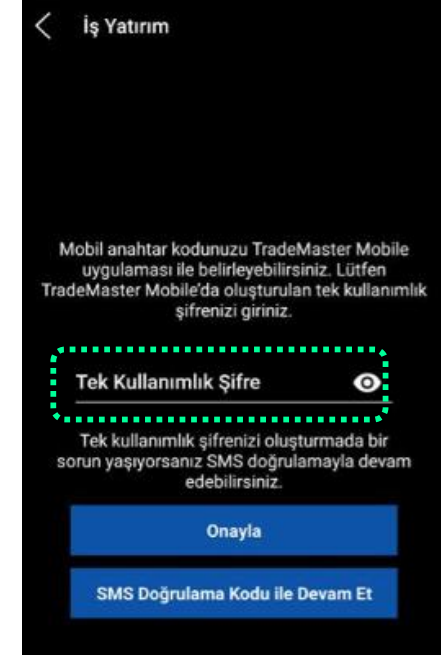 İş Yatırım
Mobil anahtar kodunuzu TradeMaster Mobile
uygulaması ile belirleyebilirsiniz. Lütfen
TradeMaster Mobile'da oluşturulan tek kullanımlık
şifrenizi giriniz.
Tek Kullanımlık Şifre
Tek kullanımlık şifrenizi oluşturmada bir
sorun yaşıyorsanız SMS doğrulamayla devam
edebilirsiniz.
Onayla
SMS Doğrulama Kodu ile Devam Et